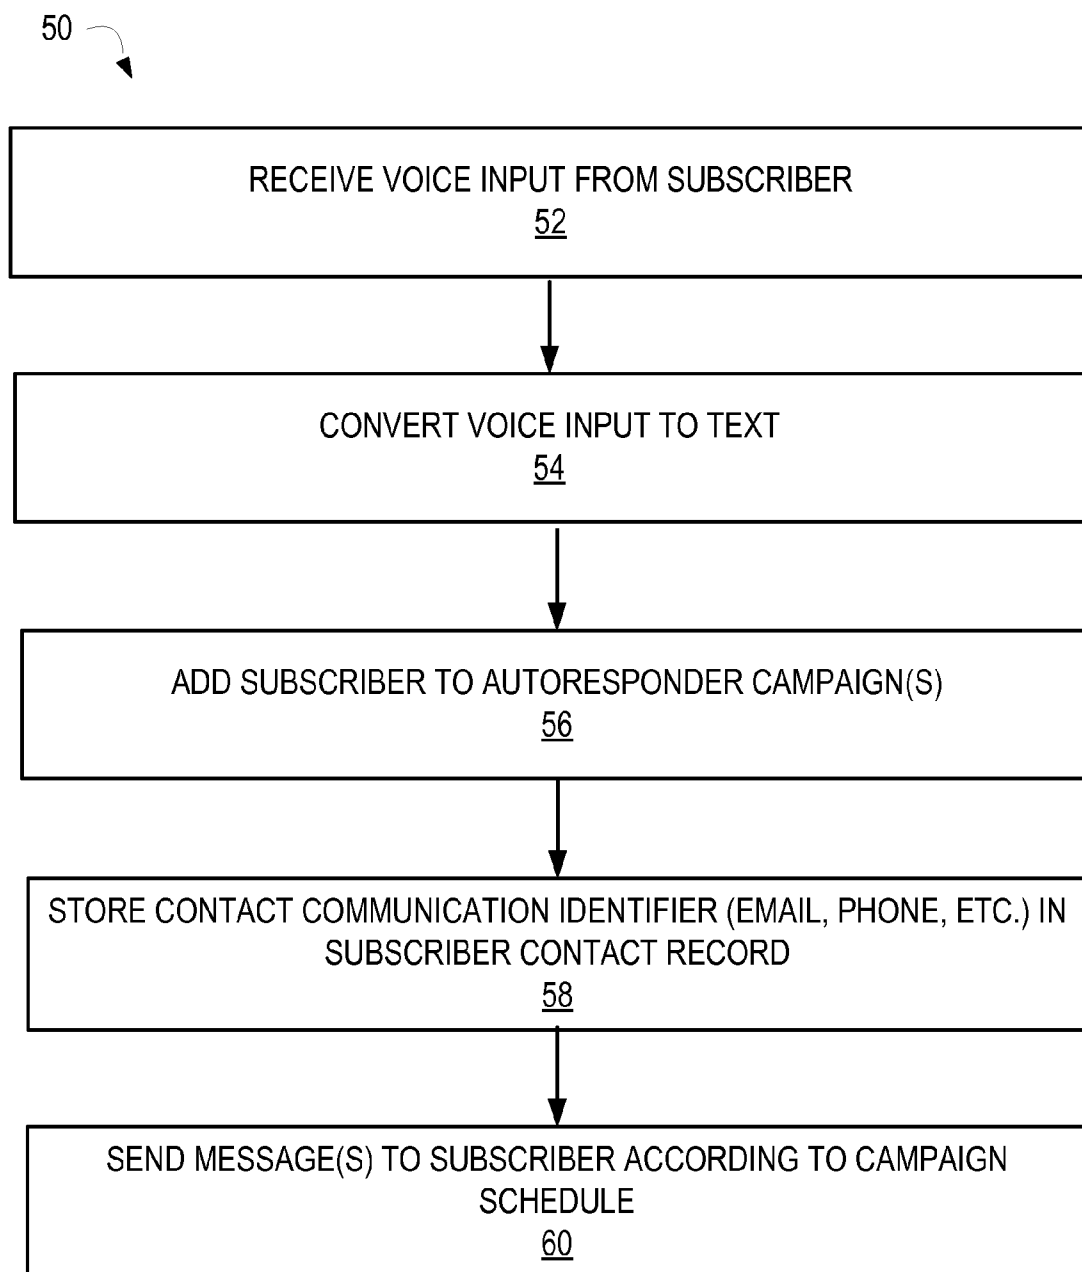 50
RECEIVE VOICE INPUT FROM SUBSCRIBER
52
CONVERT VOICE INPUT TO TEXT
54
ADD SUBSCRIBER TO AUTORESPONDER CAMPAIGN(S)
56
STORE CONTACT COMMUNICATION IDENTIFIER (EMAIL, PHONE, ETC.) IN
SUBSCRIBER CONTACT RECORD
58
SEND MESSAGE(S) TO SUBSCRIBER ACCORDING TO CAMPAIGN
SCHEDULE
60